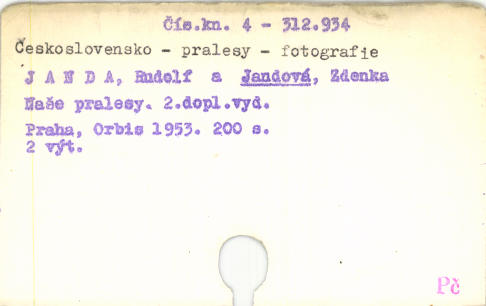 Čís.kn. 4 - 312.934
Československo - pralesy - fotografie
J A N D A, Rudolf a Jandová, Zdenka
Naše pralesy. 2.dopl.vyd.
Praha, Orbis 1953. 200 s.
2 výt.
Pč